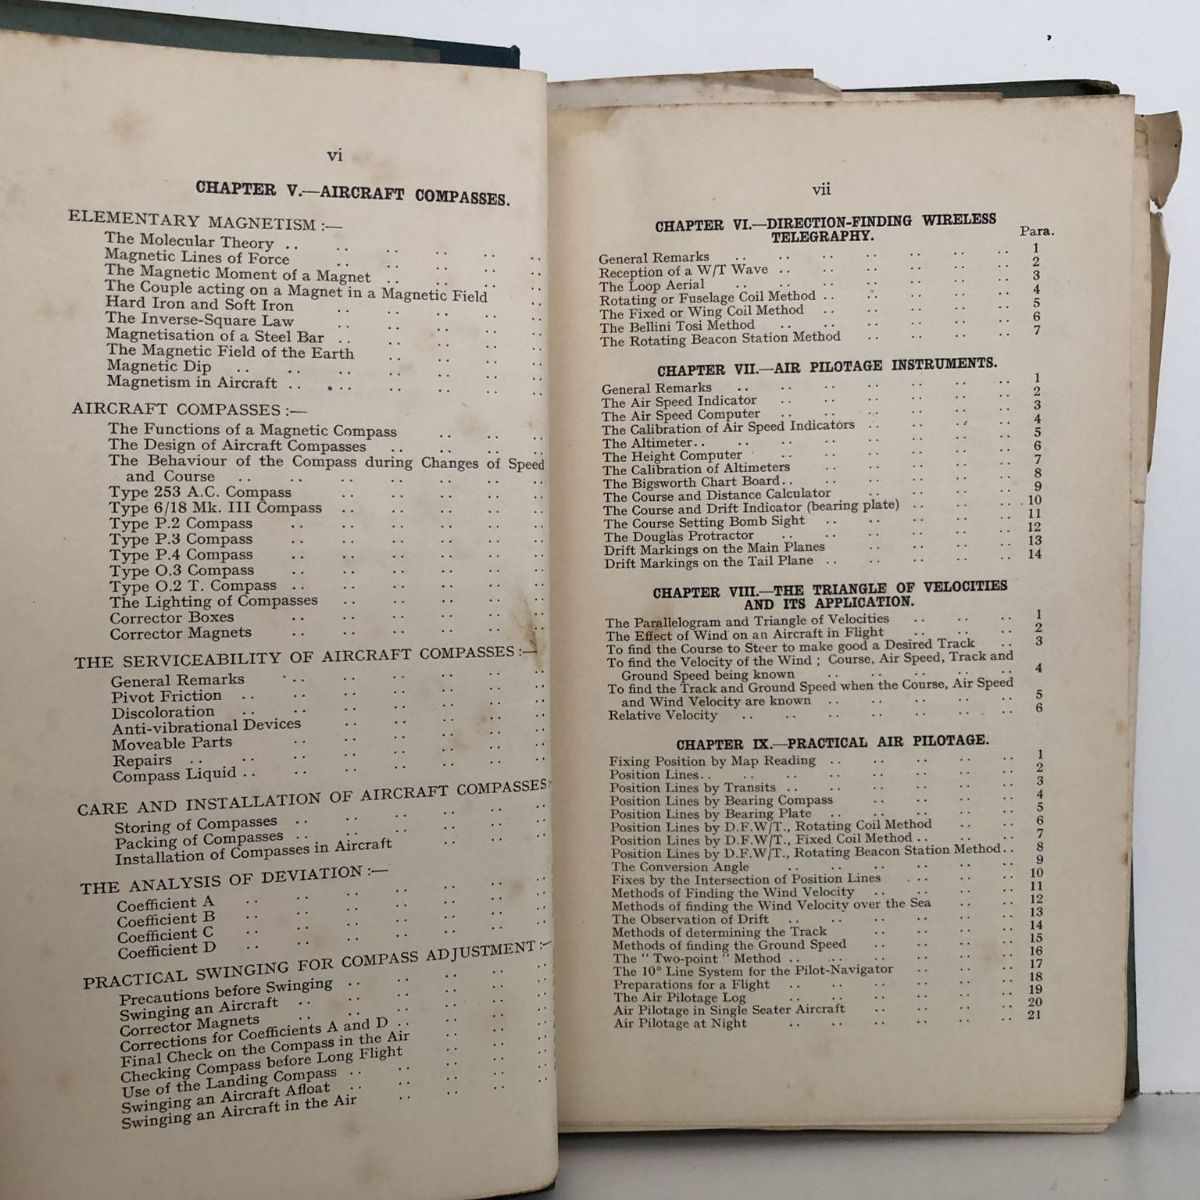 vi
CHAPTER V.—AIRCRAFT COMPASSES.
ELEMENTARY MAGNETISM :—
The Molecular Theory .. .. .. .. ..
Magnetic Lines of Force .. .. .. ..
The Magnetic Moment of a Magnet .. .. .. ..
The Couple acting on a Magnet in a Magnetic Field ..
Hard Iron and Soft Iron .. .. .. .. ..
The Inverse-Square Law .. .. .. .. ..
Magnetisation of a Steel Bar .. .. .. .. ..
The Magnetic Field of the Earth .. .. .. ..
Magnetic Dip .. .. .. .. .. ..
Magnetism in Aircraft .. .. .. .. .. ..
AIRCRAFT COMPASSES :—
The Functions of a Magnetic Compass .. .. ..
The Design of Aircraft Compasses .. .. .. ..
The Behaviour of the Compass during Changes of Speed
and Course .. .. .. .. .. .. ..
Type 253 A.C. Compass .. .. .. .. ..
Type 6/18 Mk. III Compass .. .. .. .. ..
Type P.2 Compass .. .. .. .. .. ..
Type P.3 Compass .. .. .. .. .. ..
Type P.4 Compass .. .. .. .. .. ..
Type O.3 Compass .. .. .. .. .. ..
Type O.2 T. Compass .. .. .. .. .. ..
The Lighting of Compasses .. .. .. .. ..
Corrector Boxes .. .. .. .. .. ..
Corrector Magnets .. .. .. .. .. ..
THE SERVICEABILITY OF AIRCRAFT COMPASSES :—
General Remarks .. .. .. .. .. ..
Pivot Friction .. .. .. .. .. .. ..
Discoloration .. .. .. .. .. .. ..
Anti-vibrational Devices .. .. .. .. ..
Moveable Parts .. .. .. .. .. ..
Repairs .. .. .. .. .. .. ..
Compass Liquid .. .. .. .. .. .. ..
CARE AND INSTALLATION OF AIRCRAFT COMPASSES
Storing of Compasses .. .. .. .. .. ..
Packing of Compasses .. .. .. .. .. ..
Installation of Compasses in Aircraft .. .. ..
THE ANALYSIS OF DEVIATION :—
Coefficient A .. .. .. .. .. .. ..
Coefficient B .. .. .. .. .. .. ..
Coefficient C .. .. .. .. .. .. ..
Coefficient D .. .. .. .. .. .. ..
PRACTICAL SWINGING FOR COMPASS ADJUSTMENT :—
Precautions before Swinging .. .. .. .. ..
Swinging an Aircraft .. .. .. .. .. ..
Corrector Magnets .. .. .. .. .. ..
Corrections for Coefficients A and D .. .. .. ..
Final Check on the Compass in the Air .. .. ..
Checking Compass before Long Flight .. .. ..
Use of the Landing Compass .. .. .. .. ..
Swinging an Aircraft Afloat .. .. .. .. ..
Swinging an Aircraft in the Air .. .. .. ..
vii
CHAPTER VI.—DIRECTION-FINDING WIRELESS
TELEGRAPHY.
Para.
General Remarks .. .. .. .. .. .. .. 1
Reception of a W/T Wave .. .. .. .. .. .. 2
The Loop Aerial .. .. .. .. .. .. .. 3
Rotating or Fuselage Coil Method .. .. .. .. .. 4
The Fixed or Wing Coil Method .. .. .. .. 5
The Bellini Tosi Method .. .. .. .. .. .. 6
The Rotating Beacon Station Method .. .. .. .. 7
CHAPTER VII.—AIR PILOTAGE INSTRUMENTS.
General Remarks .. .. .. .. .. .. .. 1
The Air Speed Indicator .. .. .. .. .. .. 2
The Air Speed Computer .. .. .. .. .. .. 3
The Calibration of Air Speed Indicators .. .. .. .. 4
The Altimeter .. .. .. .. .. .. .. .. 5
The Height Computer .. .. .. .. .. .. 6
The Calibration of Altimeters .. .. .. .. .. 7
The Bigsworth Chart Board .. .. .. .. .. .. 8
The Course and Distance Calculator .. .. .. .. 9
The Course and Drift Indicator (bearing plate) .. .. .. 10
The Course Setting Bomb Sight .. .. .. .. .. 11
The Douglas Protractor .. .. .. .. .. .. 12
Drift Markings on the Main Planes .. .. .. .. 13
Drift Markings on the Tail Plane .. .. .. .. .. 14
CHAPTER VIII.—THE TRIANGLE OF VELOCITIES
AND ITS APPLICATION.
The Parallelogram and Triangle of Velocities .. .. .. 1
The Effect of Wind on an Aircraft in Flight .. .. .. 2
To find the Course to Steer to make good a Desired Track .. 3
To find the Velocity of the Wind ; Course, Air Speed, Track and
Ground Speed being known .. .. .. .. .. 4
To find the Track and Ground Speed when the Course, Air Speed
and Wind Velocity are known .. .. .. .. .. 5
Relative Velocity .. .. .. .. .. .. .. 6
CHAPTER IX.—PRACTICAL AIR PILOTAGE.
Fixing Position by Map Reading .. .. .. .. .. 1
Position Lines .. .. .. .. .. .. .. .. 2
Position Lines by Transits .. .. .. .. .. .. 3
Position Lines by Bearing Compass .. .. .. .. 4
Position Lines by Bearing Plate .. .. .. .. .. 5
Position Lines by D.F.W/T., Rotating Coil Method .. .. 6
Position Lines by D.F.W/T., Fixed Coil Method .. .. .. 7
Position Lines by D.F.W/T., Rotating Beacon Station Method .. 8
The Conversion Angle .. .. .. .. .. .. 9
Fixes by the Intersection of Position Lines .. .. .. 10
Methods of Finding the Wind Velocity .. .. .. .. 11
Methods of finding the Wind Velocity over the Sea .. .. 12
The Observation of Drift .. .. .. .. .. .. 13
Methods of determining the Track .. .. .. .. 14
Methods of finding the Ground Speed .. .. .. .. 15
The " Two-point " Method .. .. .. .. .. .. 16
The 10° Line System for the Pilot-Navigator .. .. .. 17
Preparations for a Flight .. .. .. .. .. .. 18
The Air Pilotage Log .. .. .. .. .. .. 19
Air Pilotage in Single Seater Aircraft .. .. .. .. 20
Air Pilotage at Night .. .. .. .. .. .. 21